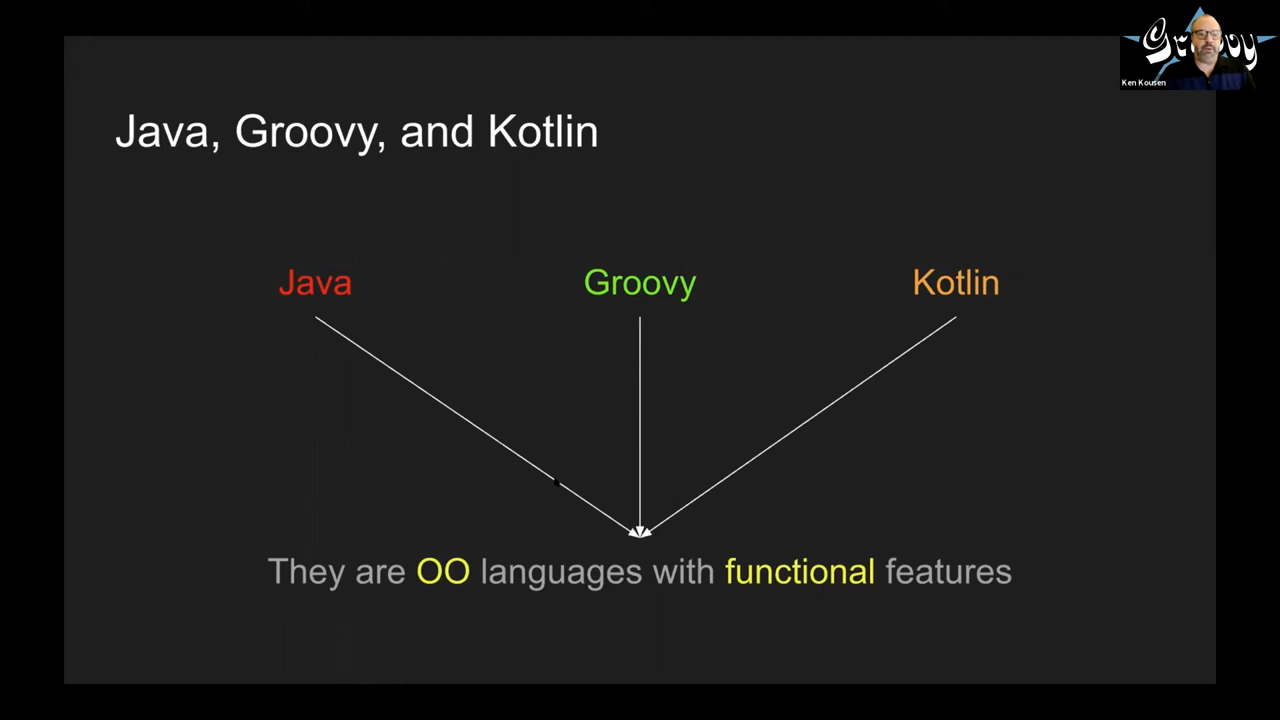 Ken Kousen
Java, Groovy, and Kotlin
Java
Groovy
Kotlin
They are OO languages with functional features